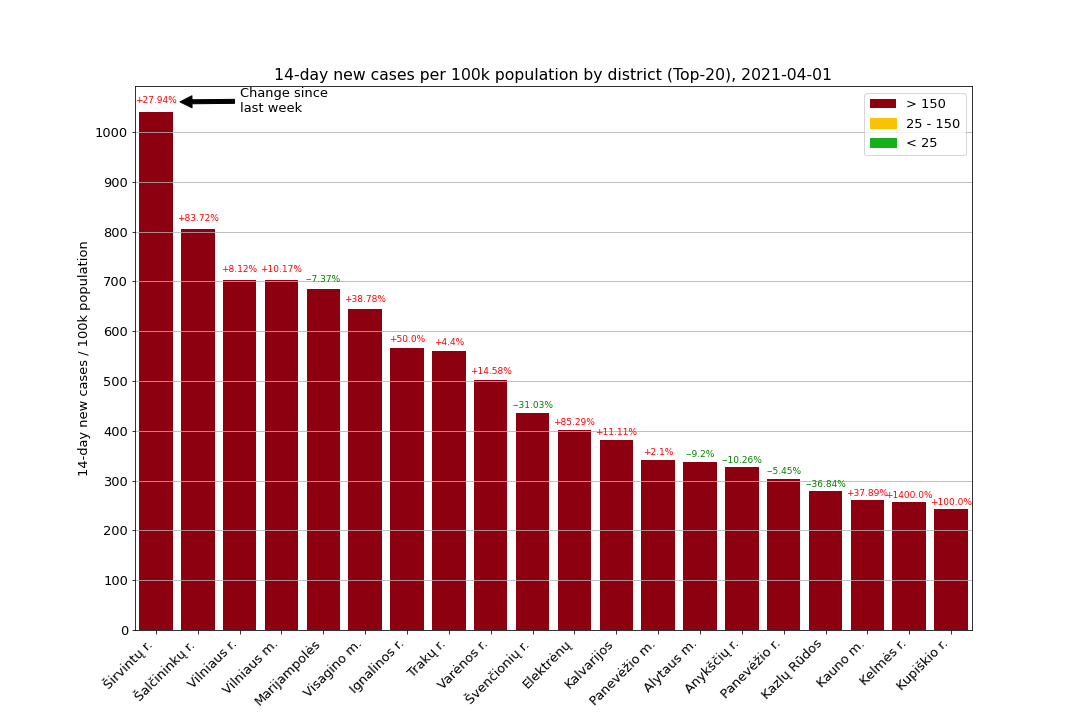 14-day new cases per 100k population by district (Top-20), 2021-04-01
+27.94%
Change since
last week
> 150
25 - 150
< 25
+83.72%
+8.12%
+10.17%
−7.37%
+38.78%
+50.0%
+4.4%
+14.58%
−31.03%
+85.29%
+11.11%
+2.1%
−9.2%
−10.26%
−5.45%
−36.84%
+37.89%
+1400.0%
+100.0%
14-day new cases / 100k population
1000
900
800
700
600
500
400
300
200
100
0
Širvintų r.
Šalčininkų r.
Vilniaus r.
Vilniaus m.
Marijampolės
Visagino m.
Ignalinos r.
Trakų r.
Varėnos r.
Švenčionių r.
Elektrėnų
Kalvarijos
Panevėžio m.
Alytaus m.
Anykščių r.
Panevėžio r.
Kazlų Rūdos
Kauno m.
Kelmės r.
Kupiškio r.